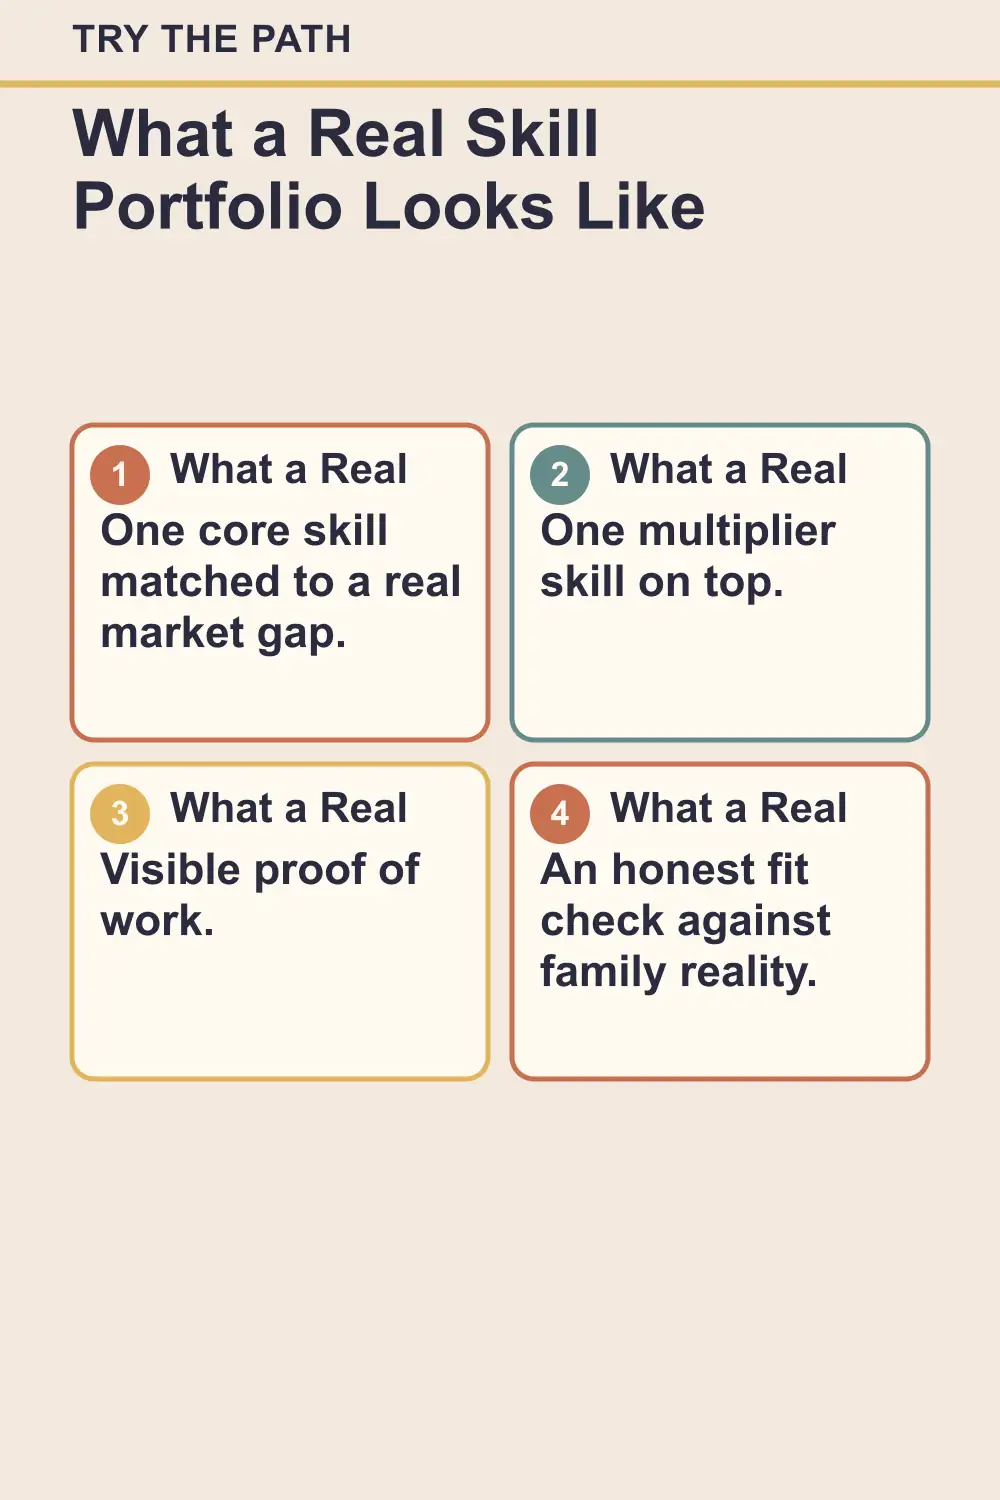 TRY THE PATH
What a Real Skill
Portfolio Looks Like
1 What a Real
One core skill
matched to a real
market gap.
2 What a Real
One multiplier
skill on top.
3 What a Real
Visible proof of
work.
4 What a Real
An honest fit
check against
family reality.